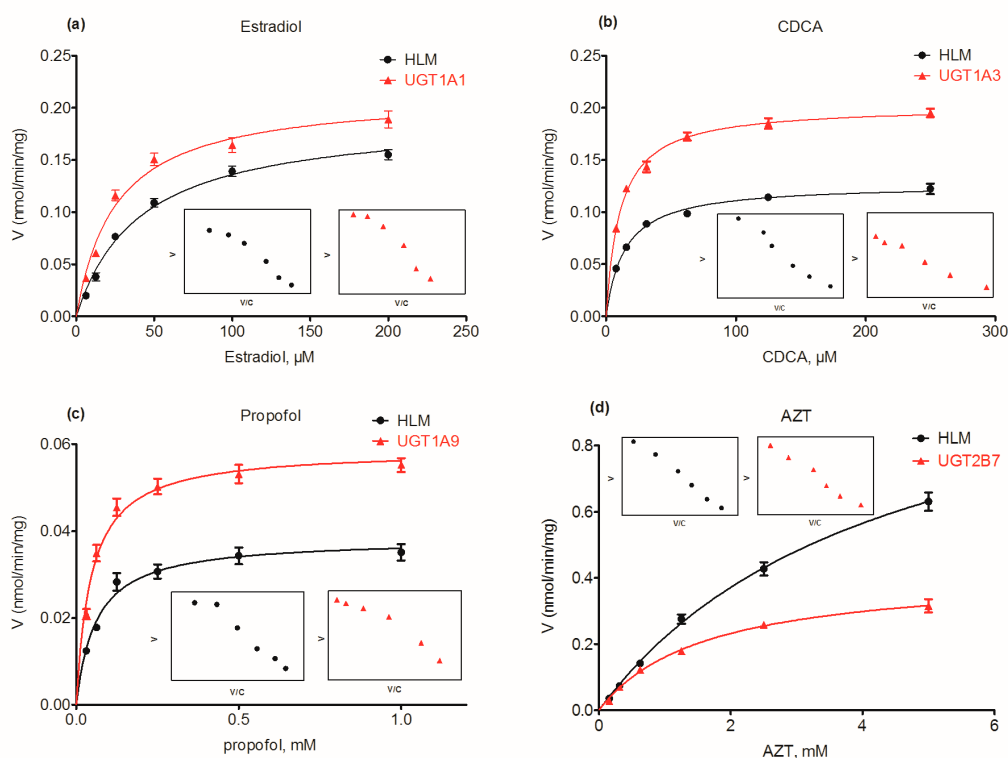 (a)
Estradiol
HLM
UGT1A1
0.25
0.20
0.15
0.10
0.05
0.00
V (nmol/min/mg)
V
V/C
V
V/C
0
50
100
150
200
250
Estradiol, µM
(b)
CDCA
HLM
UGT1A3
0.25
0.20
0.15
0.10
0.05
0.00
V (nmol/min/mg)
V
V/C
V
V/C
0
100
200
300
CDCA, µM
(c)
Propofol
HLM
UGT1A9
0.06
0.04
0.02
0.00
V (nmol/min/mg)
V
V/C
V
V/C
0.0
0.5
1.0
propofol, mM
(d)
AZT
HLM
UGT2B7
0.8
0.6
0.4
0.2
0.0
V (nmol/min/mg)
V
V/C
V
V/C
0
2
4
6
AZT, mM